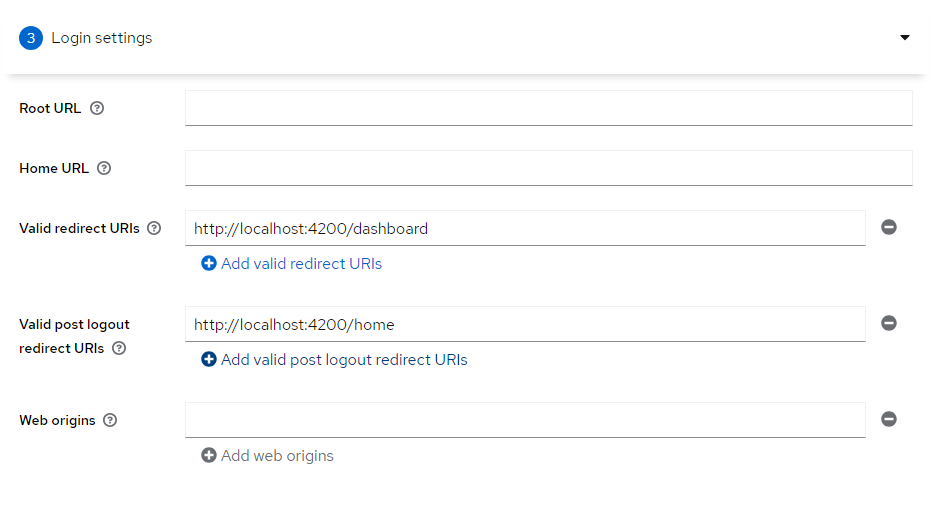 3 Login settings
Root URL
Home URL
Valid redirect URIs
http://localhost:4200/dashboard
Add valid redirect URIs
Valid post logout
redirect URIs
http://localhost:4200/home
Add valid post logout redirect URIs
Web origins
Add web origins